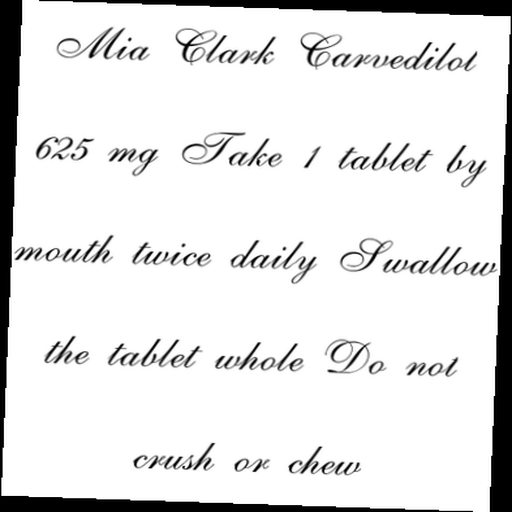 Mia Clark Carvedilol
625 mg Take 1 tablet by
mouth twice daily Swallow
the tablet whole Do not
crush or chew